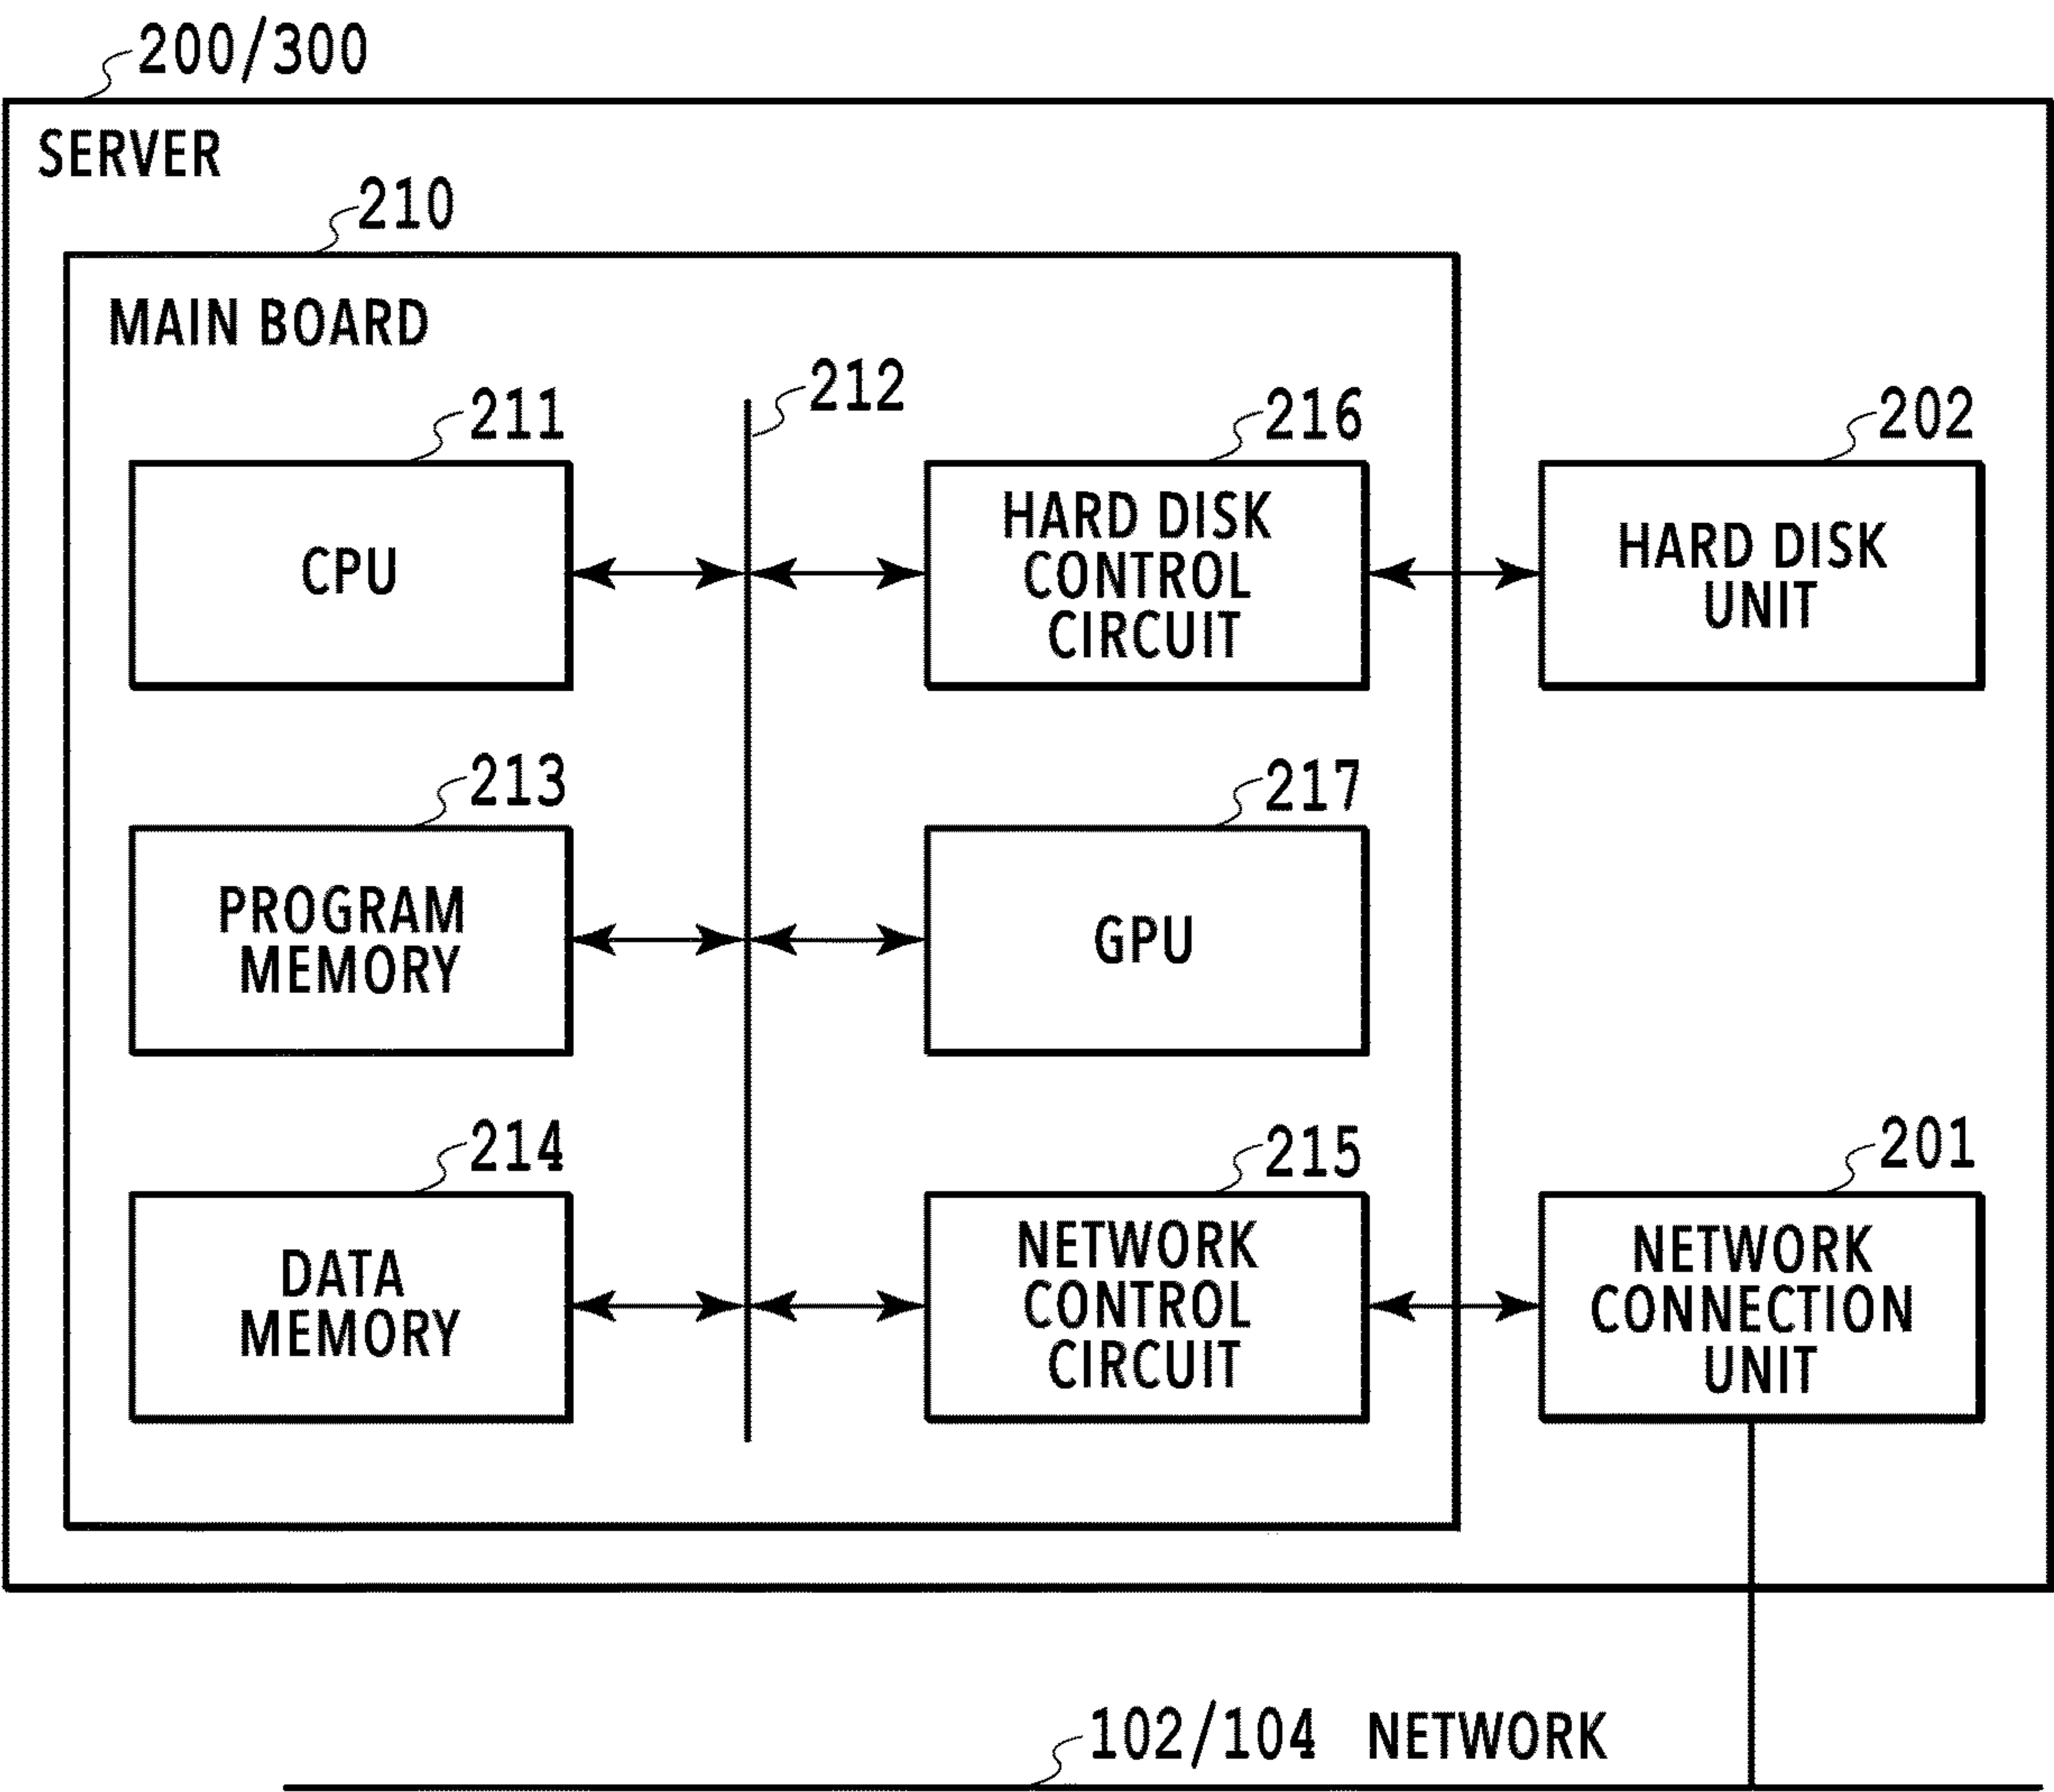 200/300
SERVER
210
MAIN BOARD
212
211
216
202
CPU
HARD DISK
CONTROL
CIRCUIT
HARD DISK
UNIT
213
217
PROGRAM
MEMORY
GPU
214
215
201
DATA
MEMORY
NETWORK
CONTROL
CIRCUIT
NETWORK
CONNECTION
UNIT
102/104 NETWORK